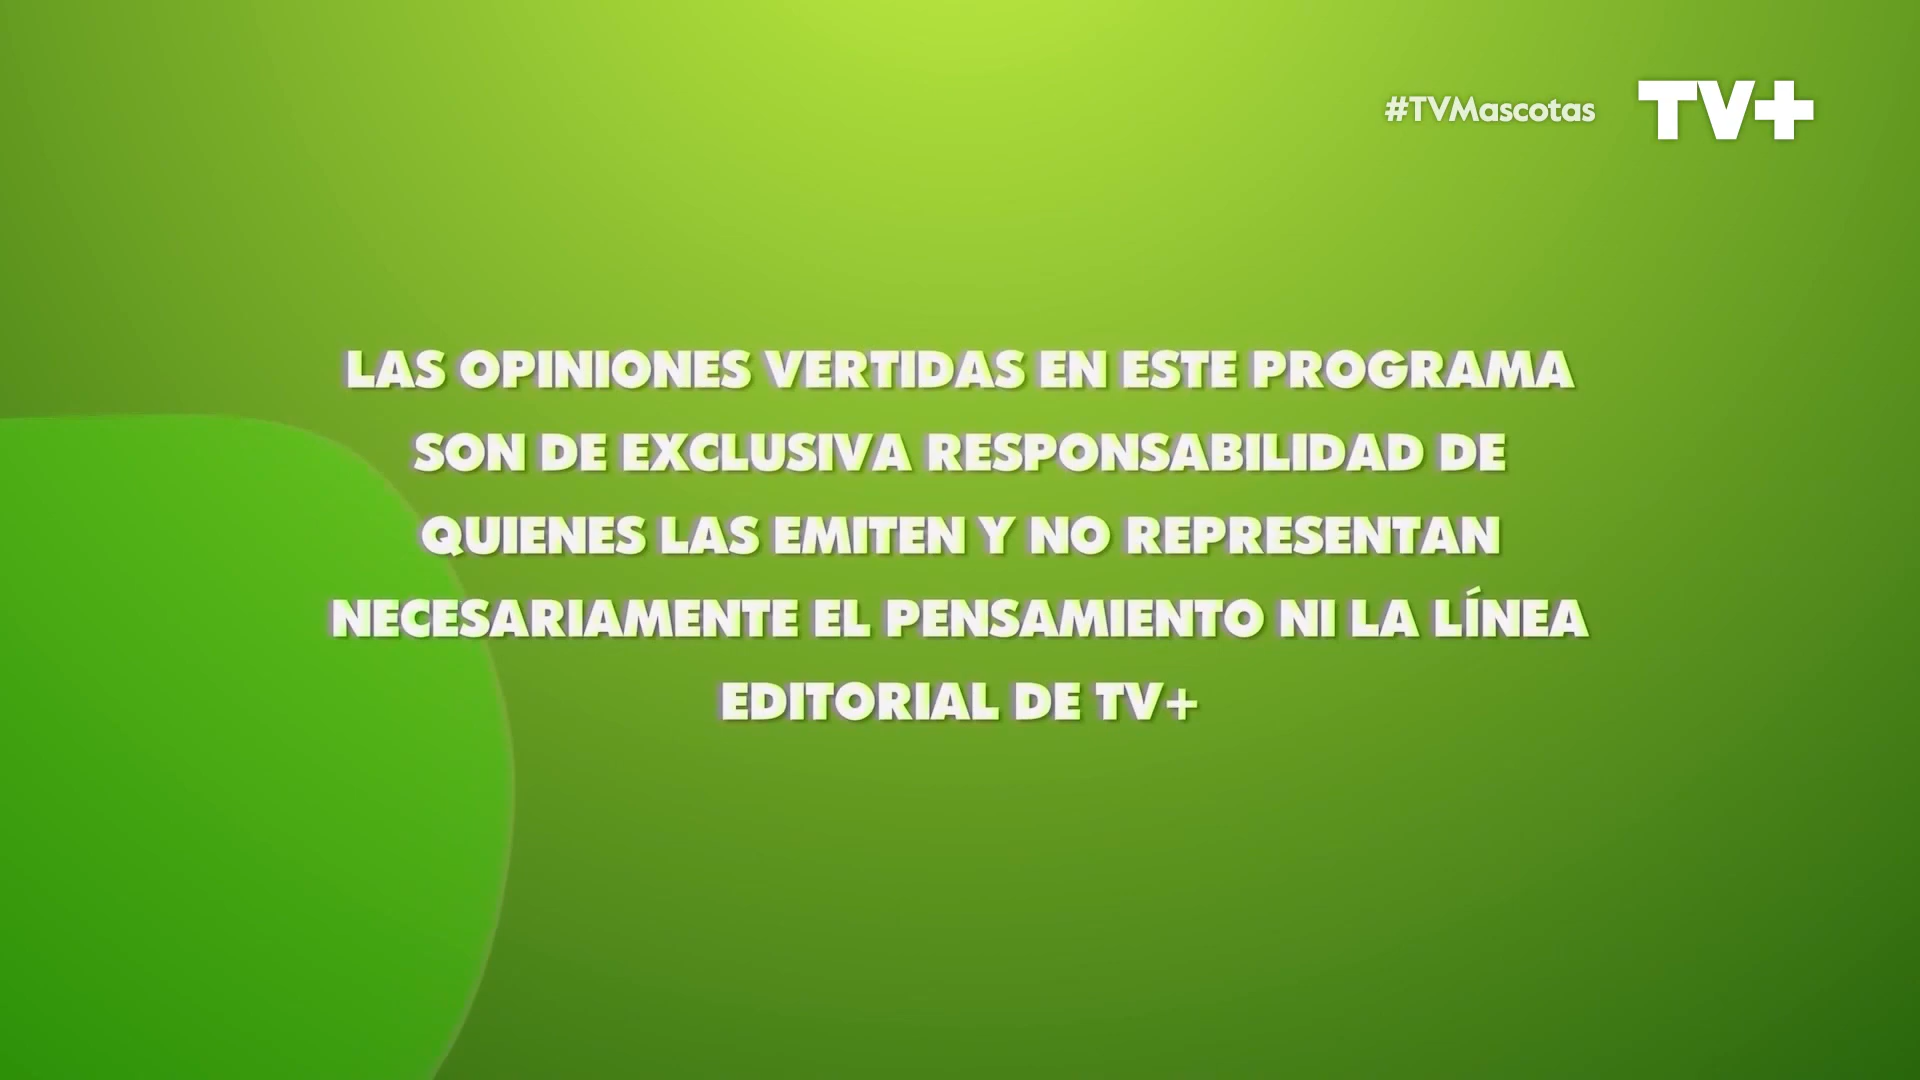 #TVMascotas TV+
LAS OPINIONES VERTIDAS EN ESTE PROGRAMA
SON DE EXCLUSIVA RESPONSABILIDAD DE
QUIENES LAS EMITEN Y NO REPRESENTAN
NECESARIAMENTE EL PENSAMIENTO NI LA LÍNEA
EDITORIAL DE TV+